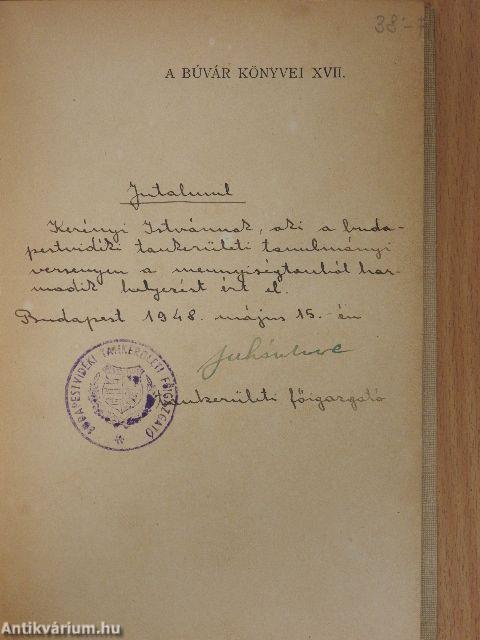 38.-
A BÚVÁR KÖNYVEI XVII.
Jutalmul
Kerényi Istvánnak, aki a buda-
pestvidéki tankerületi tanulmányi
versenyen a mennyiségtanból har-
madik helyezést ért el.
Budapest 1948. május 15.-én
tankerületi főigazgató
BUDAPESTVIDÉKI TANKERÜLETI FŐIGAZGATÓ
Antikvárium.hu